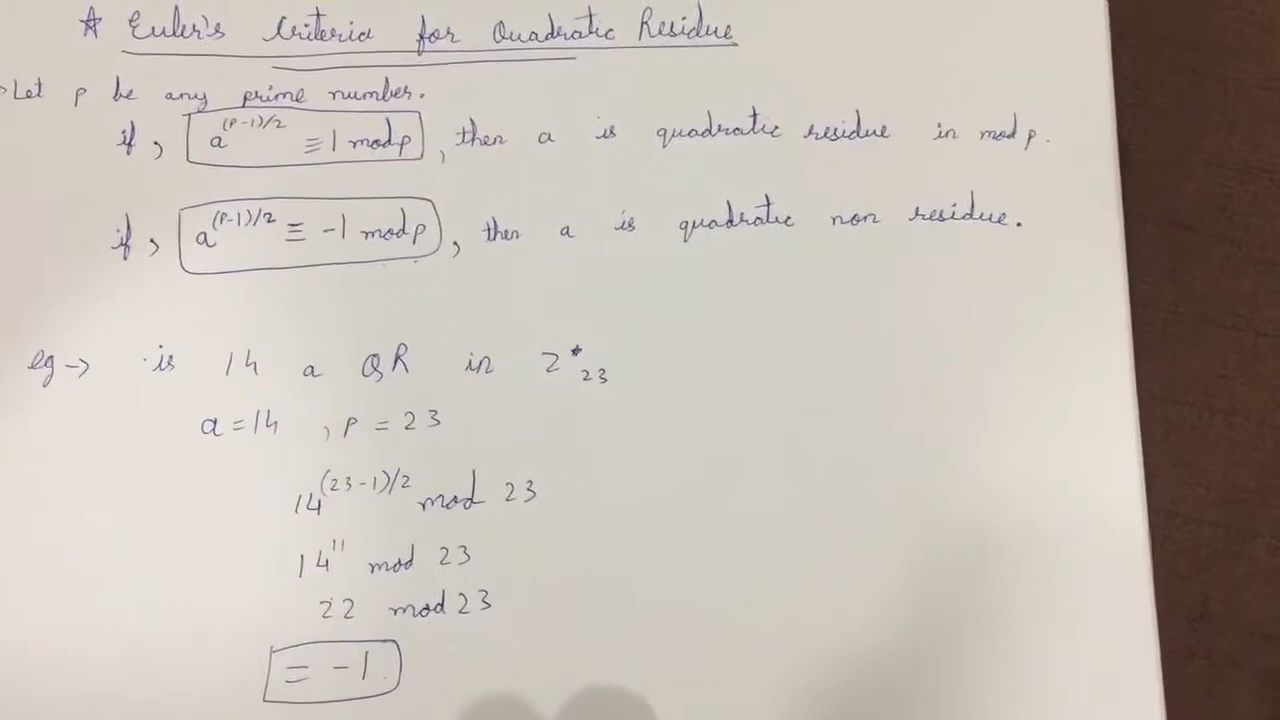 ☆ Euler's Criteria for Quadratic Residue
Let p be any prime number.
if, a^(P-1)/2 ≡ 1 mod p, then a is quadratic residue in mod p.
if, a^(P-1)/2 ≡ -1 mod p, then a is quadratic non residue.
eg → is 14 a QR in Z*23
a = 14 , P = 23
14^(23-1)/2 mod 23
14^11 mod 23
22 mod 23
= -1